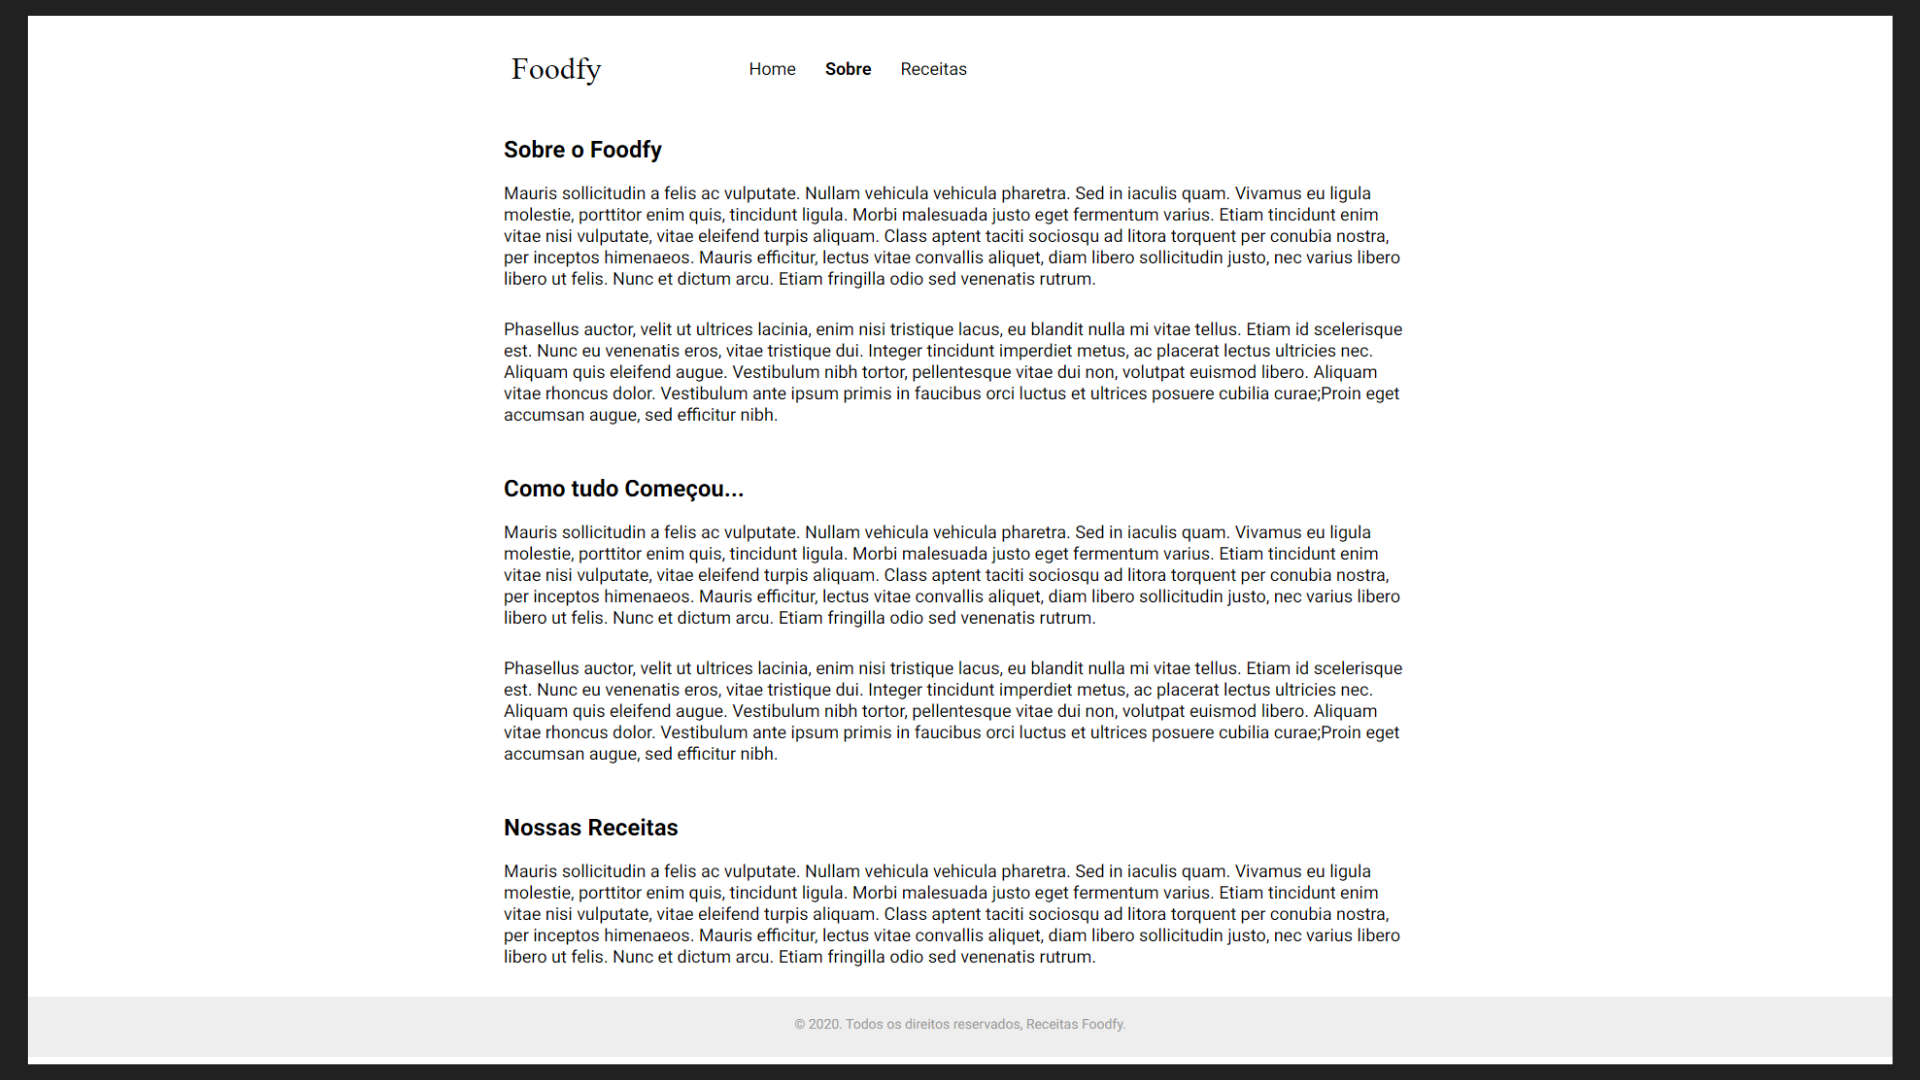 Foodfy
Home Sobre Receitas
Sobre o Foodfy
Mauris sollicitudin a felis ac vulputate. Nullam vehicula vehicula pharetra. Sed in iaculis quam. Vivamus eu ligula
molestie, porttitor enim quis, tincidunt ligula. Morbi malesuada justo eget fermentum varius. Etiam tincidunt enim
vitae nisi vulputate, vitae eleifend turpis aliquam. Class aptent taciti sociosqu ad litora torquent per conubia nostra,
per inceptos himenaeos. Mauris efficitur, lectus vitae convallis aliquet, diam libero sollicitudin justo, nec varius libero
libero ut felis. Nunc et dictum arcu. Etiam fringilla odio sed venenatis rutrum.
Phasellus auctor, velit ut ultrices lacinia, enim nisi tristique lacus, eu blandit nulla mi vitae tellus. Etiam id scelerisque
est. Nunc eu venenatis eros, vitae tristique dui. Integer tincidunt imperdiet metus, ac placerat lectus ultricies nec.
Aliquam quis eleifend augue. Vestibulum nibh tortor, pellentesque vitae dui non, volutpat euismod libero. Aliquam
vitae rhoncus dolor. Vestibulum ante ipsum primis in faucibus orci luctus et ultrices posuere cubilia curae;Proin eget
accumsan augue, sed efficitur nibh.
Como tudo Começou...
Mauris sollicitudin a felis ac vulputate. Nullam vehicula vehicula pharetra. Sed in iaculis quam. Vivamus eu ligula
molestie, porttitor enim quis, tincidunt ligula. Morbi malesuada justo eget fermentum varius. Etiam tincidunt enim
vitae nisi vulputate, vitae eleifend turpis aliquam. Class aptent taciti sociosqu ad litora torquent per conubia nostra,
per inceptos himenaeos. Mauris efficitur, lectus vitae convallis aliquet, diam libero sollicitudin justo, nec varius libero
libero ut felis. Nunc et dictum arcu. Etiam fringilla odio sed venenatis rutrum.
Phasellus auctor, velit ut ultrices lacinia, enim nisi tristique lacus, eu blandit nulla mi vitae tellus. Etiam id scelerisque
est. Nunc eu venenatis eros, vitae tristique dui. Integer tincidunt imperdiet metus, ac placerat lectus ultricies nec.
Aliquam quis eleifend augue. Vestibulum nibh tortor, pellentesque vitae dui non, volutpat euismod libero. Aliquam
vitae rhoncus dolor. Vestibulum ante ipsum primis in faucibus orci luctus et ultrices posuere cubilia curae;Proin eget
accumsan augue, sed efficitur nibh.
Nossas Receitas
Mauris sollicitudin a felis ac vulputate. Nullam vehicula vehicula pharetra. Sed in iaculis quam. Vivamus eu ligula
molestie, porttitor enim quis, tincidunt ligula. Morbi malesuada justo eget fermentum varius. Etiam tincidunt enim
vitae nisi vulputate, vitae eleifend turpis aliquam. Class aptent taciti sociosqu ad litora torquent per conubia nostra,
per inceptos himenaeos. Mauris efficitur, lectus vitae convallis aliquet, diam libero sollicitudin justo, nec varius libero
libero ut felis. Nunc et dictum arcu. Etiam fringilla odio sed venenatis rutrum.
© 2020. Todos os direitos reservados, Receitas Foodfy.